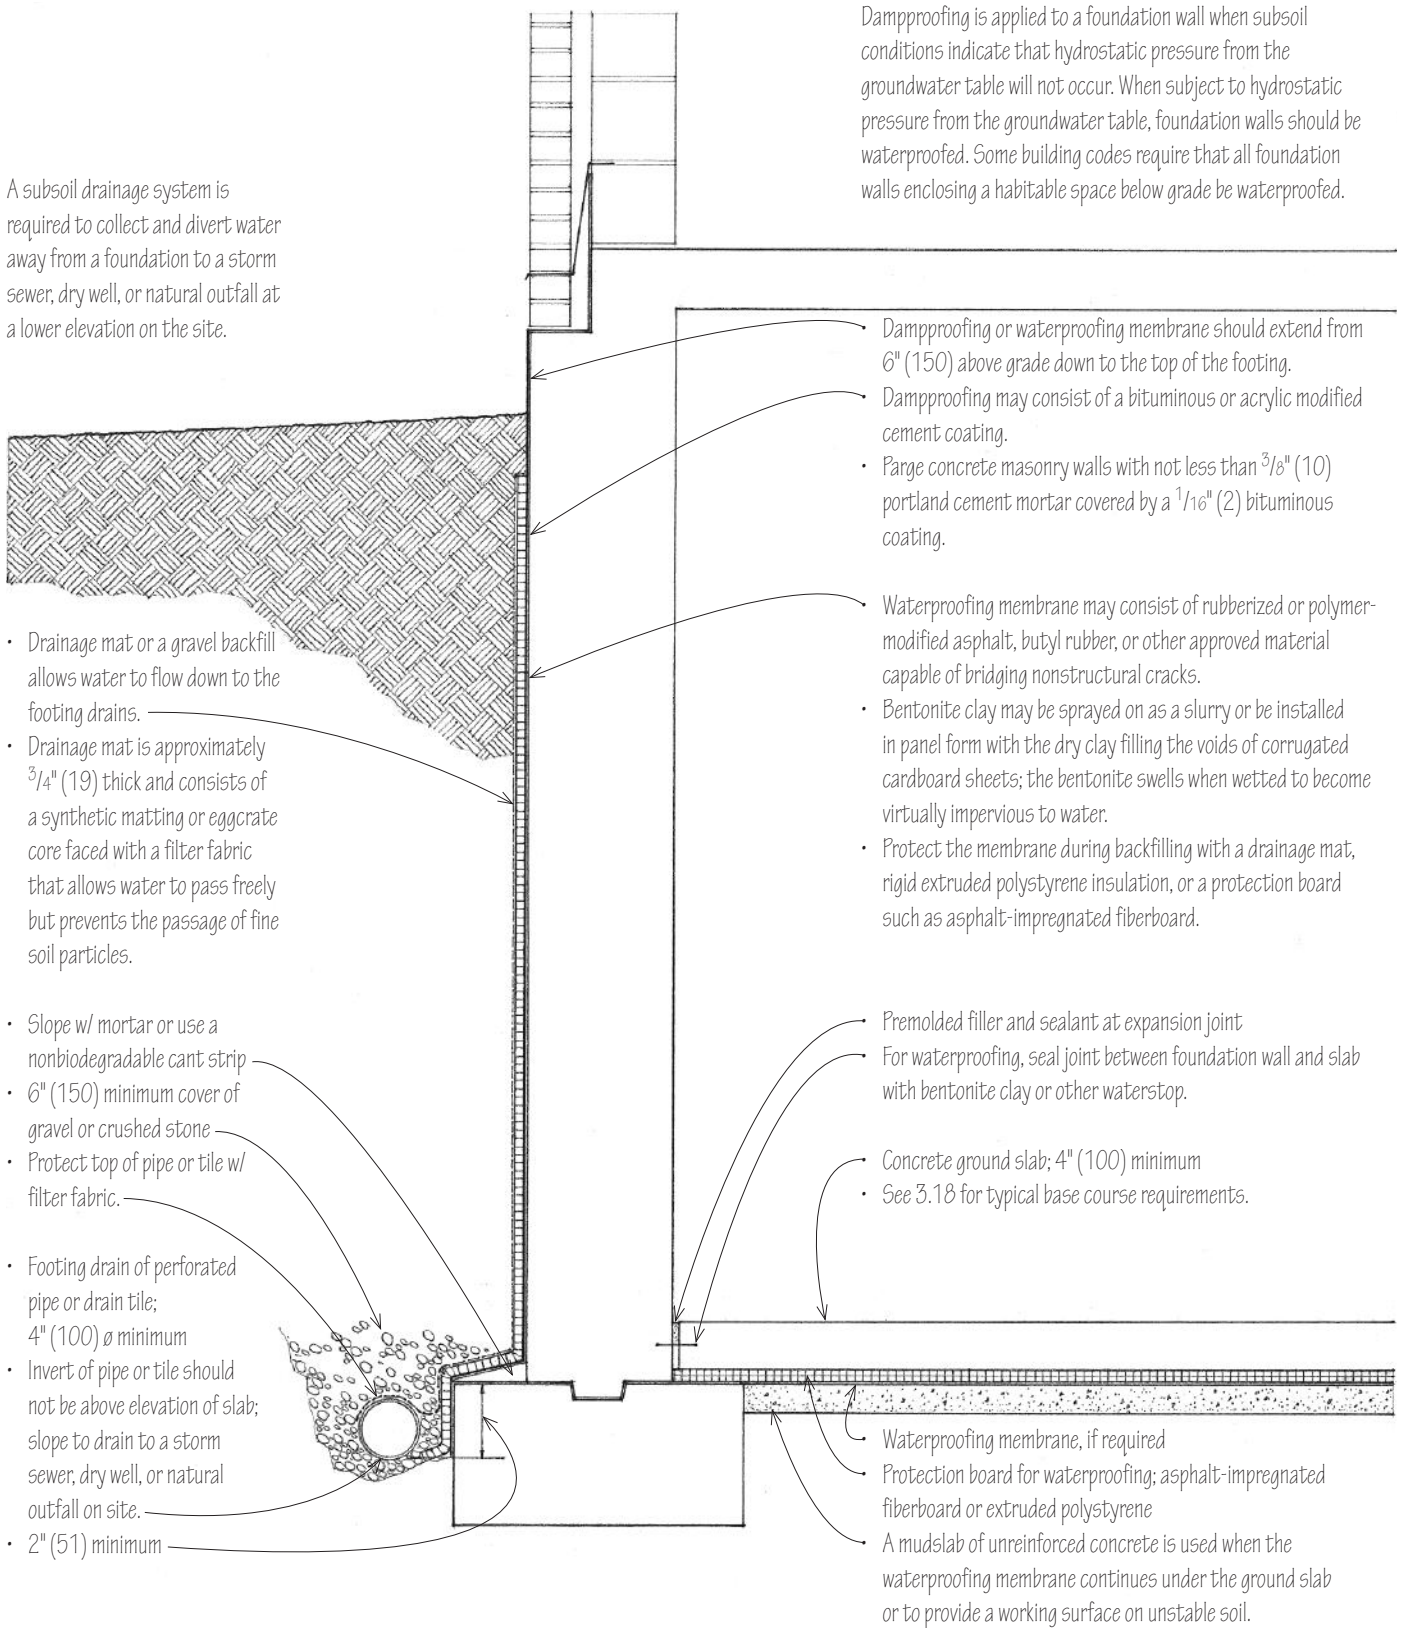 Dampproofing is applied to a foundation wall when subsoil
conditions indicate that hydrostatic pressure from the
groundwater table will not occur. When subject to hydrostatic
pressure from the groundwater table, foundation walls should be
waterproofed. Some building codes require that all foundation
walls enclosing a habitable space below grade be waterproofed.
A subsoil drainage system is
required to collect and divert water
away from a foundation to a storm
sewer, dry well, or natural outfall at
a lower elevation on the site.
• Dampproofing or waterproofing membrane should extend from
6" (150) above grade down to the top of the footing.
• Dampproofing may consist of a bituminous or acrylic modified
cement coating.
• Parge concrete masonry walls with not less than 3/8" (10)
portland cement mortar covered by a 1/16" (2) bituminous
coating.
• Waterproofing membrane may consist of rubberized or polymer-
modified asphalt, butyl rubber, or other approved material
capable of bridging nonstructural cracks.
• Bentonite clay may be sprayed on as a slurry or be installed
in panel form with the dry clay filling the voids of corrugated
cardboard sheets; the bentonite swells when wetted to become
virtually impervious to water.
• Protect the membrane during backfilling with a drainage mat,
rigid extruded polystyrene insulation, or a protection board
such as asphalt-impregnated fiberboard.
• Drainage mat or a gravel backfill
allows water to flow down to the
footing drains.
• Drainage mat is approximately
3/4" (19) thick and consists of
a synthetic matting or eggcrate
core faced with a filter fabric
that allows water to pass freely
but prevents the passage of fine
soil particles.
• Slope w/ mortar or use a
nonbiodegradable cant strip
• 6" (150) minimum cover of
gravel or crushed stone
• Protect top of pipe or tile w/
filter fabric.
• Footing drain of perforated
pipe or drain tile;
4" (100) ø minimum
• Invert of pipe or tile should
not be above elevation of slab;
slope to drain to a storm
sewer, dry well, or natural
outfall on site.
• 2" (51) minimum
• Premolded filler and sealant at expansion joint
• For waterproofing, seal joint between foundation wall and slab
with bentonite clay or other waterstop.
• Concrete ground slab; 4" (100) minimum
• See 3.18 for typical base course requirements.
• Waterproofing membrane, if required
• Protection board for waterproofing; asphalt-impregnated
fiberboard or extruded polystyrene
• A mudslab of unreinforced concrete is used when the
waterproofing membrane continues under the ground slab
or to provide a working surface on unstable soil.